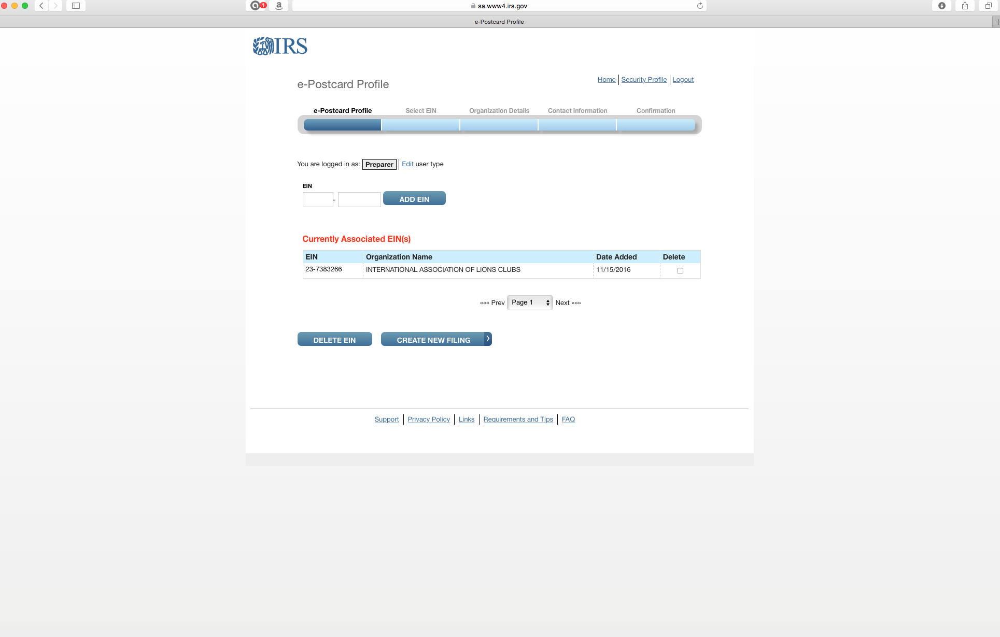 1
sa.www4.irs.gov
e-Postcard Profile
IRS
e-Postcard Profile
Home Security Profile Logout
e-Postcard Profile Select EIN Organization Details Contact Information Confirmation
You are logged in as: Preparer Edit user type
EIN
- ADD EIN
Currently Associated EIN(s)
EIN Organization Name Date Added Delete
23-7383266 INTERNATIONAL ASSOCIATION OF LIONS CLUBS 11/15/2016
««« Prev Page 1 Next »»»
DELETE EIN CREATE NEW FILING
Support Privacy Policy Links Requirements and Tips FAQ